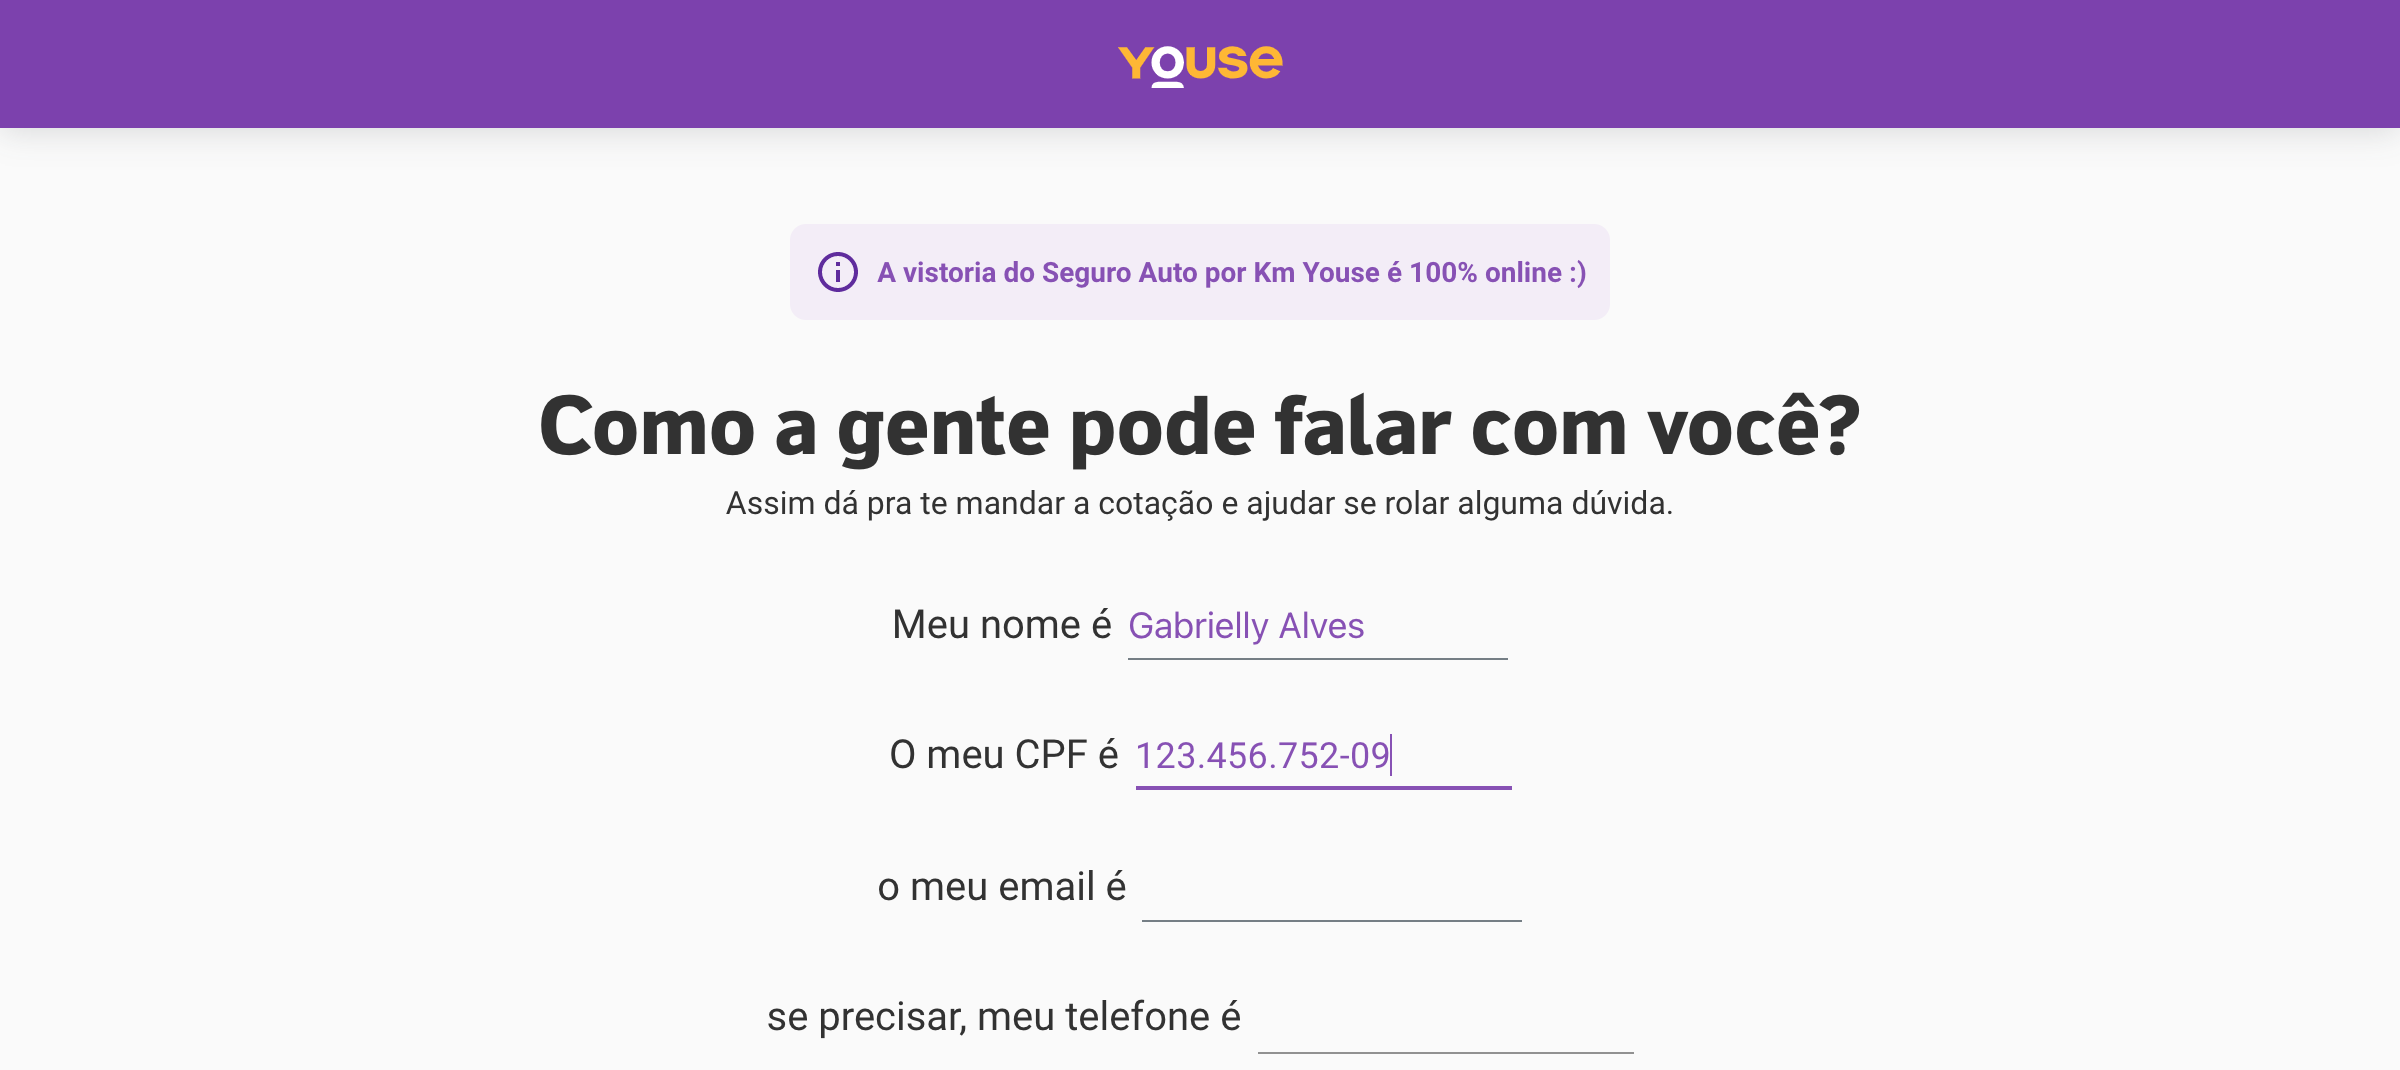 Youse
A vistoria do Seguro Auto por Km Youse é 100% online :)
Como a gente pode falar com você?
Assim dá pra te mandar a cotação e ajudar se rolar alguma dúvida.
Meu nome é Gabrielly Alves
O meu CPF é 123.456.752-09
o meu email é
se precisar, meu telefone é